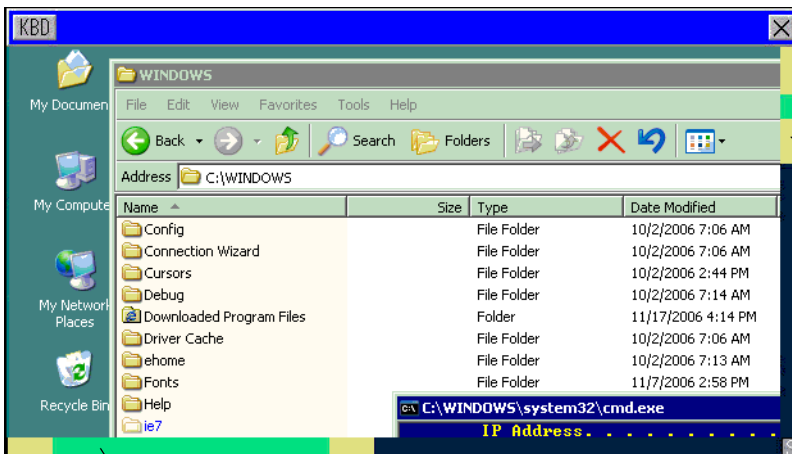 KBD
My Documen
My Compute
My Network
Places
Recycle Bin
WINDOWS
File Edit View Favorites Tools Help
Back Search Folders
Address C:\WINDOWS
Name Size Type Date Modified
Config File Folder 10/2/2006 7:06 AM
Connection Wizard File Folder 10/2/2006 7:06 AM
Cursors File Folder 10/2/2006 2:44 PM
Debug File Folder 10/2/2006 7:14 AM
Downloaded Program Files Folder 11/17/2006 4:14 PM
Driver Cache File Folder 10/2/2006 7:06 AM
ehome File Folder 10/2/2006 7:13 AM
Fonts File Folder 11/7/2006 2:58 PM
Help
ie7
C:\WINDOWS\system32\cmd.exe
IP Address. . . . . . . . . .